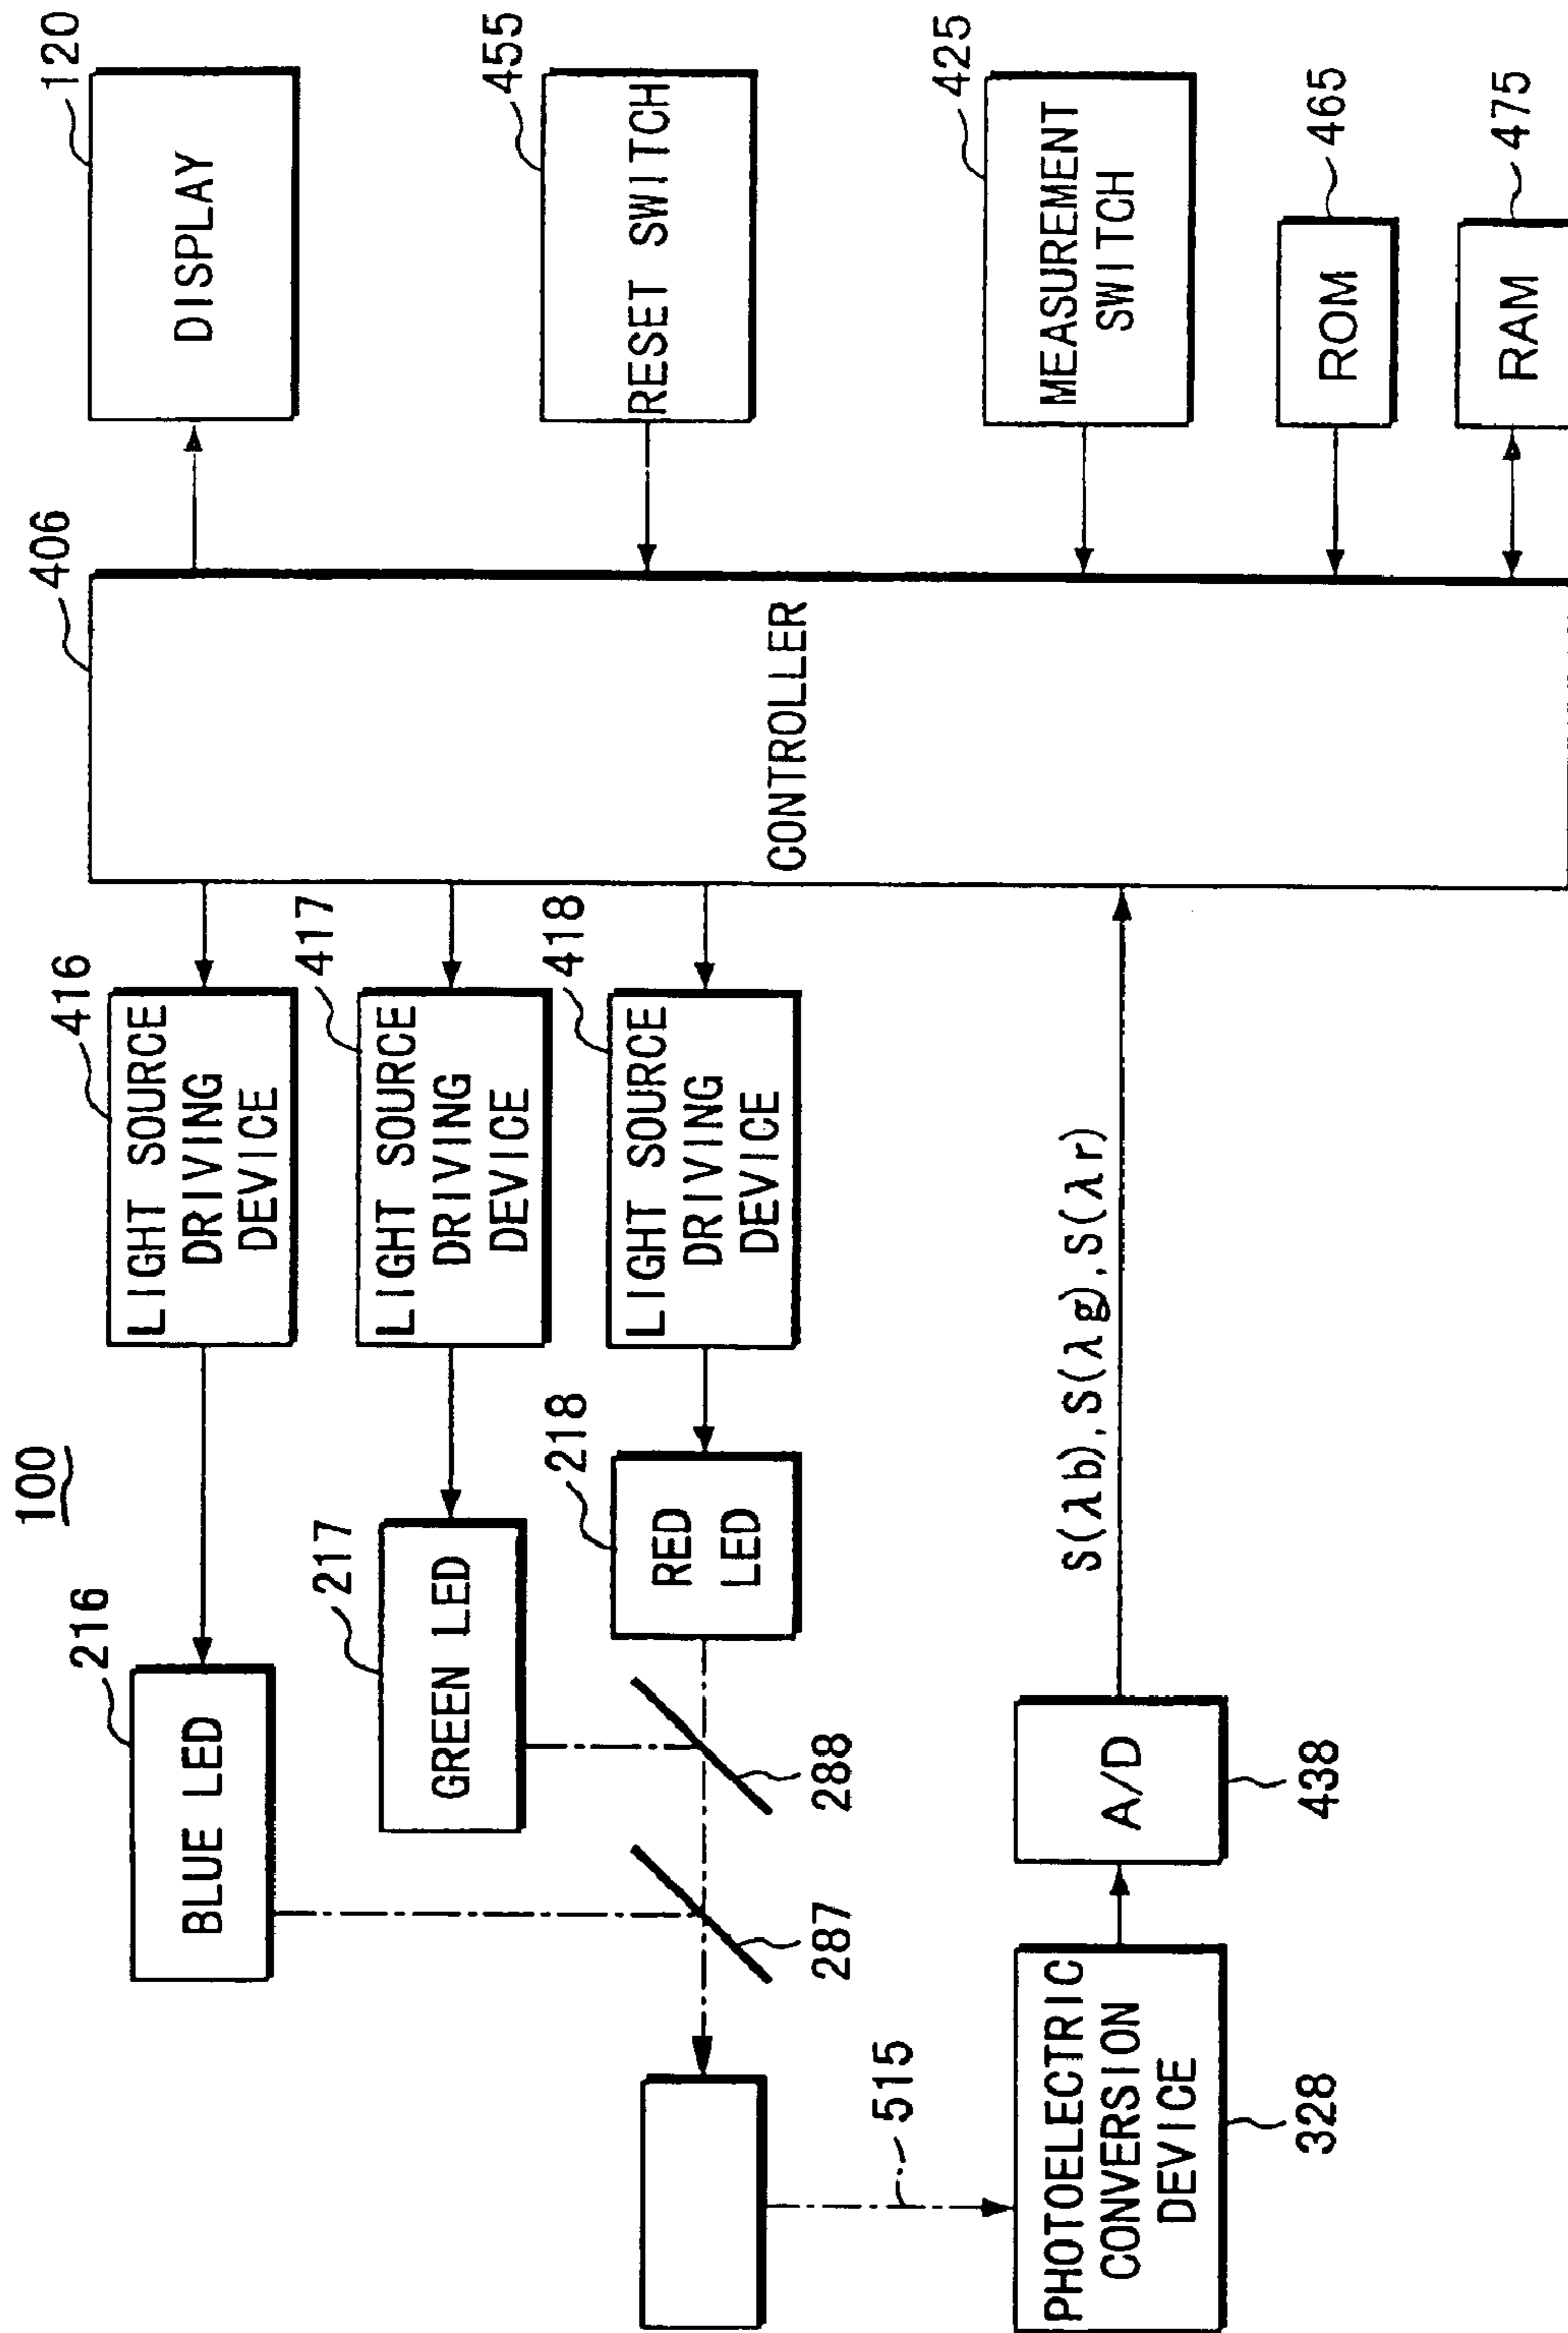 100
216
BLUE LED
416
LIGHT SOURCE
DRIVING
DEVICE
406
CONTROLLER
120
DISPLAY
217
GREEN LED
417
LIGHT SOURCE
DRIVING
DEVICE
455
RESET SWITCH
218
RED
LED
418
LIGHT SOURCE
DRIVING
DEVICE
287
288
425
MEASUREMENT
SWITCH
515
S(λb),S(λg),S(λr)
PHOTOELECTRIC
CONVERSION
DEVICE
328
A/D
438
ROM
465
RAM
475